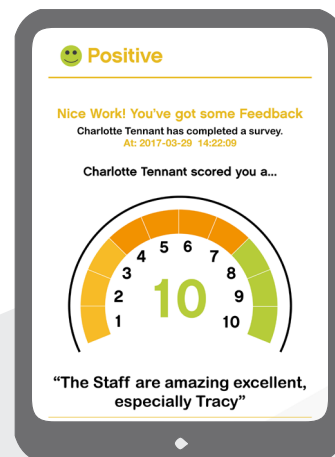 Positive
Nice Work! You've got some Feedback
Charlotte Tennant has completed a survey.
At: 2017-03-29 14:22:09
Charlotte Tennant scored you a...
1
2
3
4
5
6
7
8
9
10
10
“The Staff are amazing excellent,
especially Tracy”